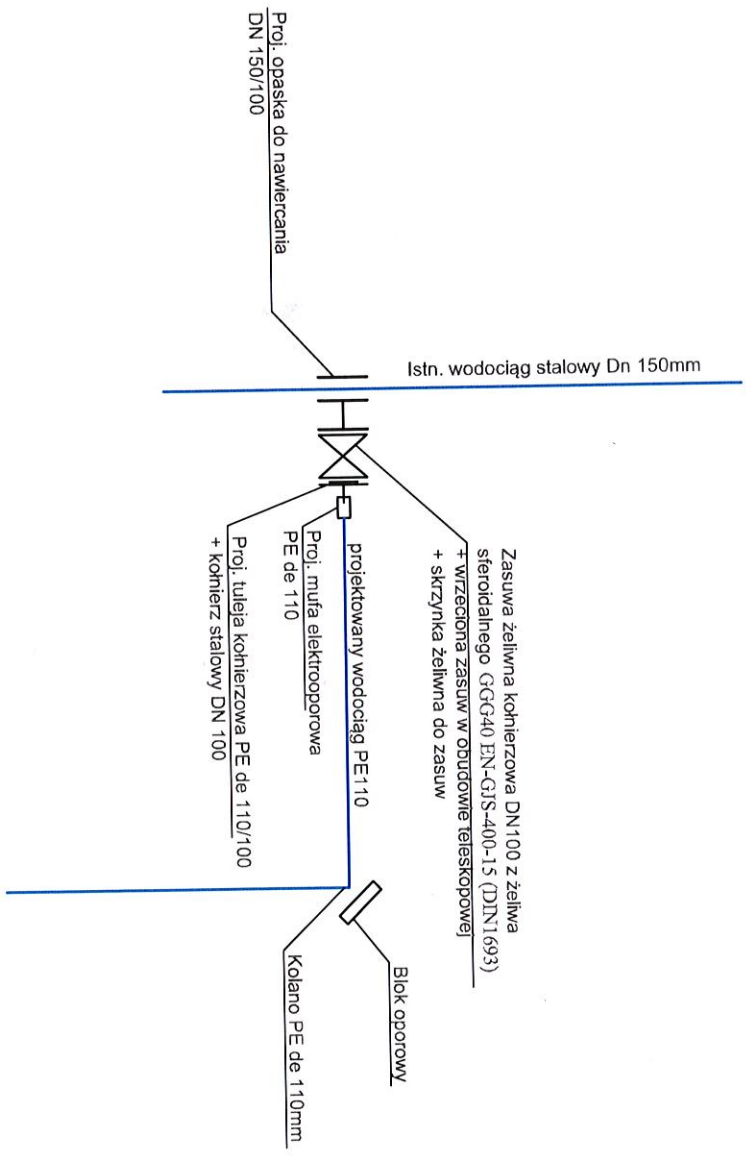 Istn. wodociąg stalowy Dn 150mm
Proj. opaska do nawiercania
DN 150/100
Zasuwa żeliwna kołnierzowa DN100 z żeliwa
sferoidalnego GGG40 EN-GJS-400-15 (DIN1693)
+ wrzeciona zasuw w obudowie teleskopowej
+ skrzynka żeliwna do zasuw
projektowany wodociąg PE110
Proj. mufa elektrooporowa
PE de 110
Proj. tuleja kołnierzowa PE de 110/100
+ kołnierz stalowy DN 100
Blok oporowy
Kolano PE de 110mm